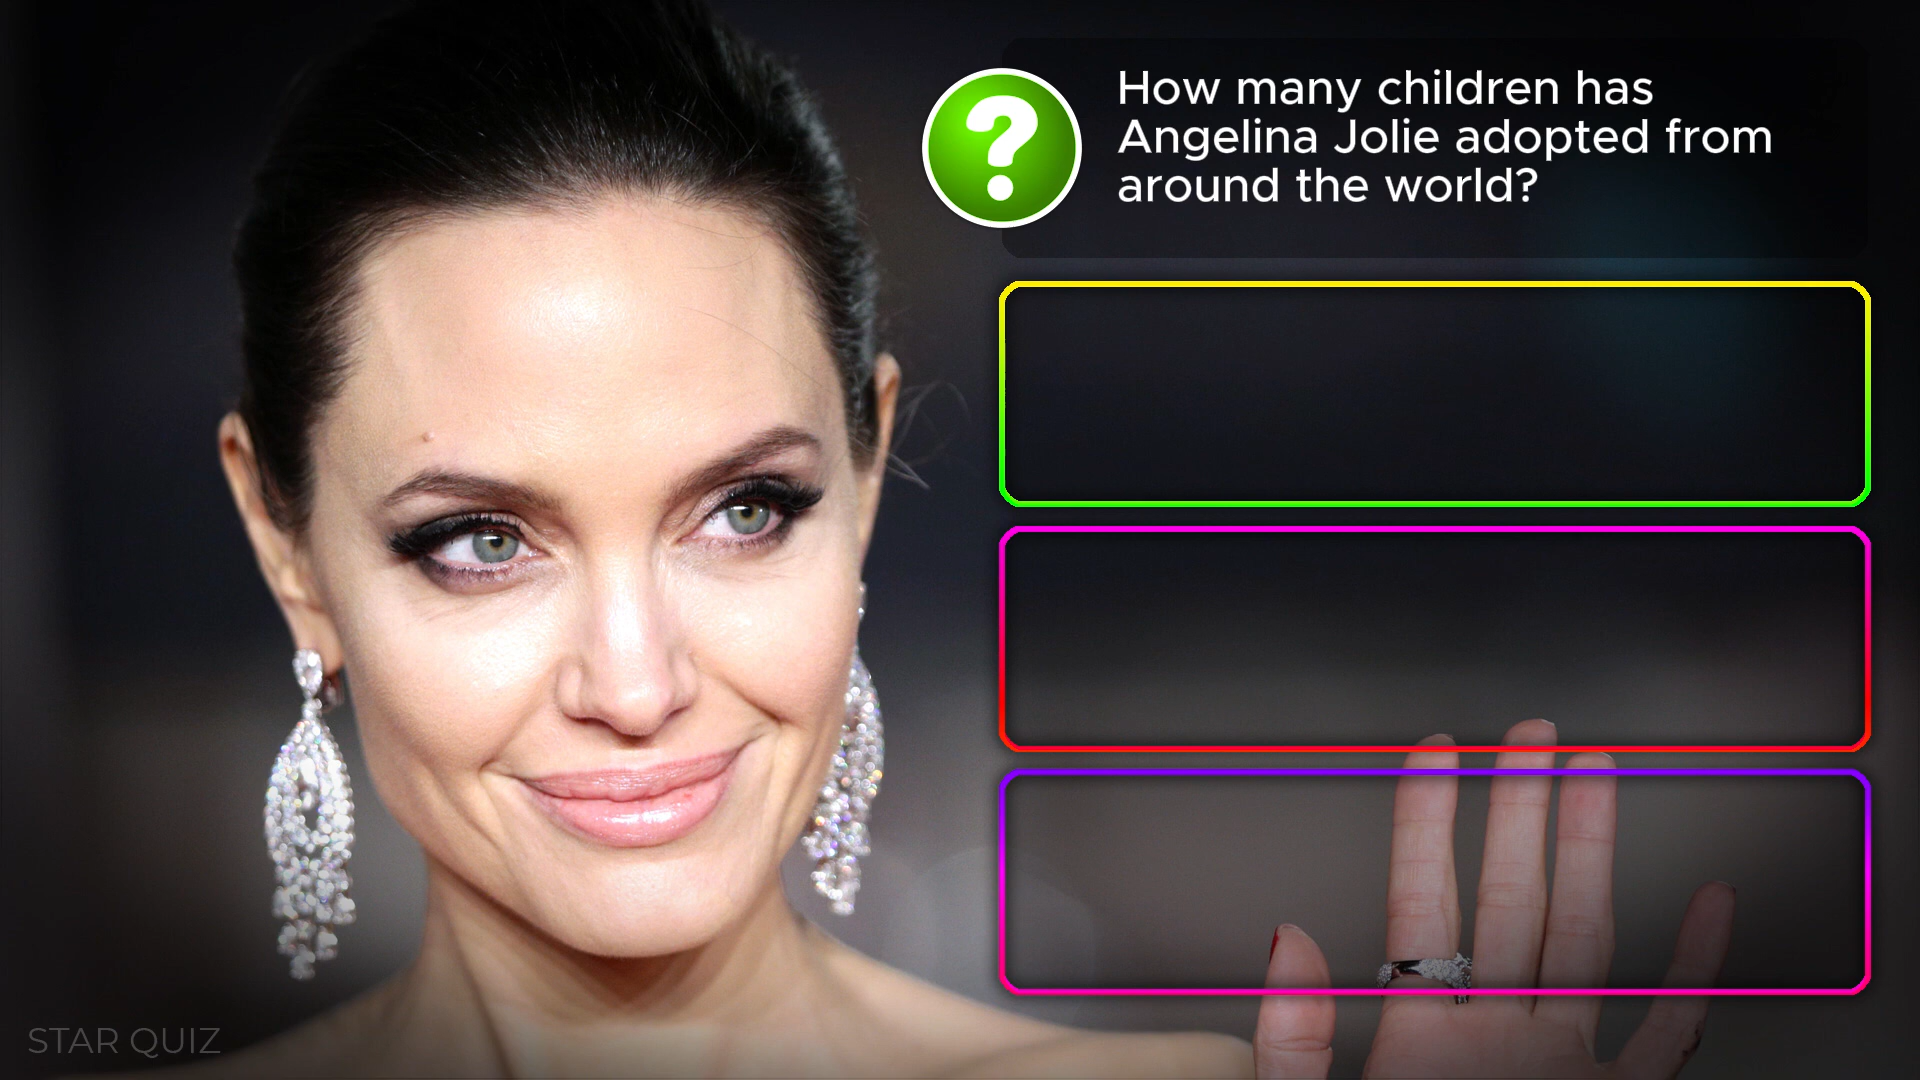 How many children has
Angelina Jolie adopted from
around the world?
STAR QUIZ